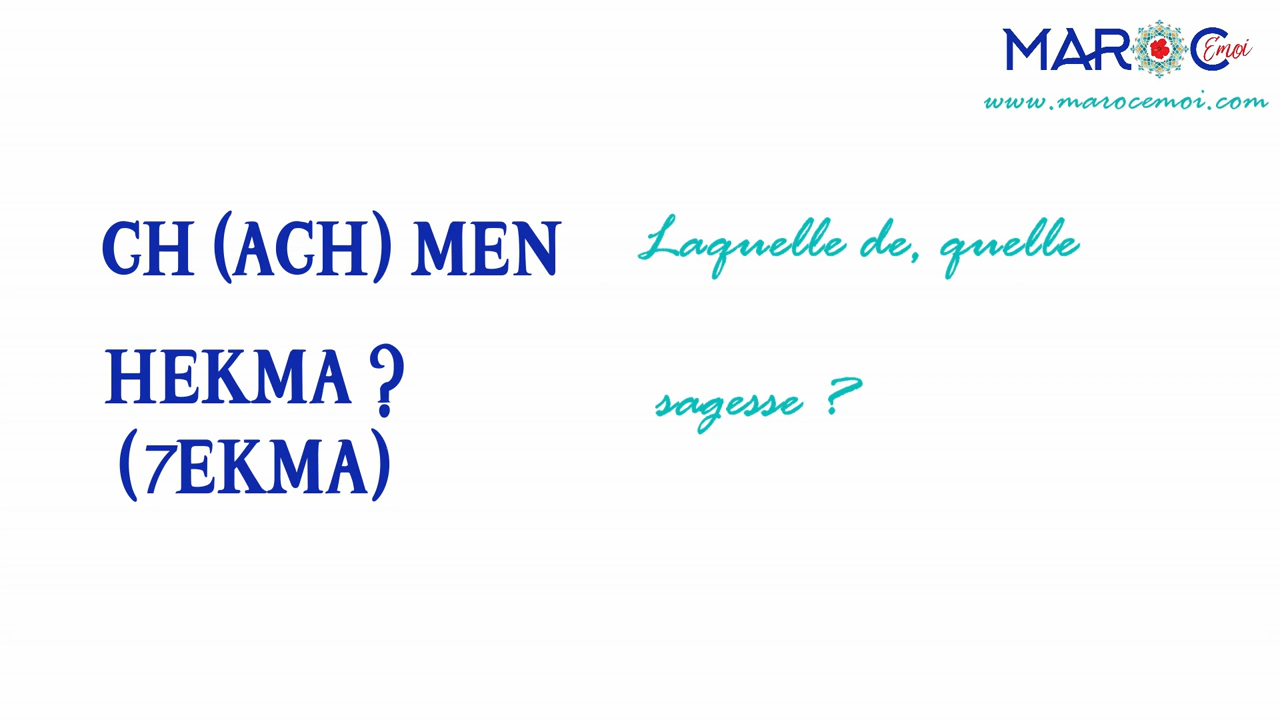 MAROC Emoi
www.marocemoi.com
CH (ACH) MEN
Laquelle de, quelle
HEKMA ?
sagesse ?
(7EKMA)